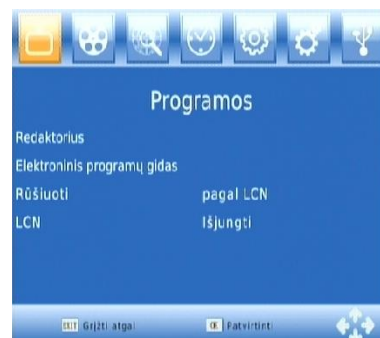 Programos
Redaktorius
Elektroninis programų gidas
Rūšiuoti pagal LCN
LCN Išjungti
EXIT Grįžti atgal OK Patvirtinti